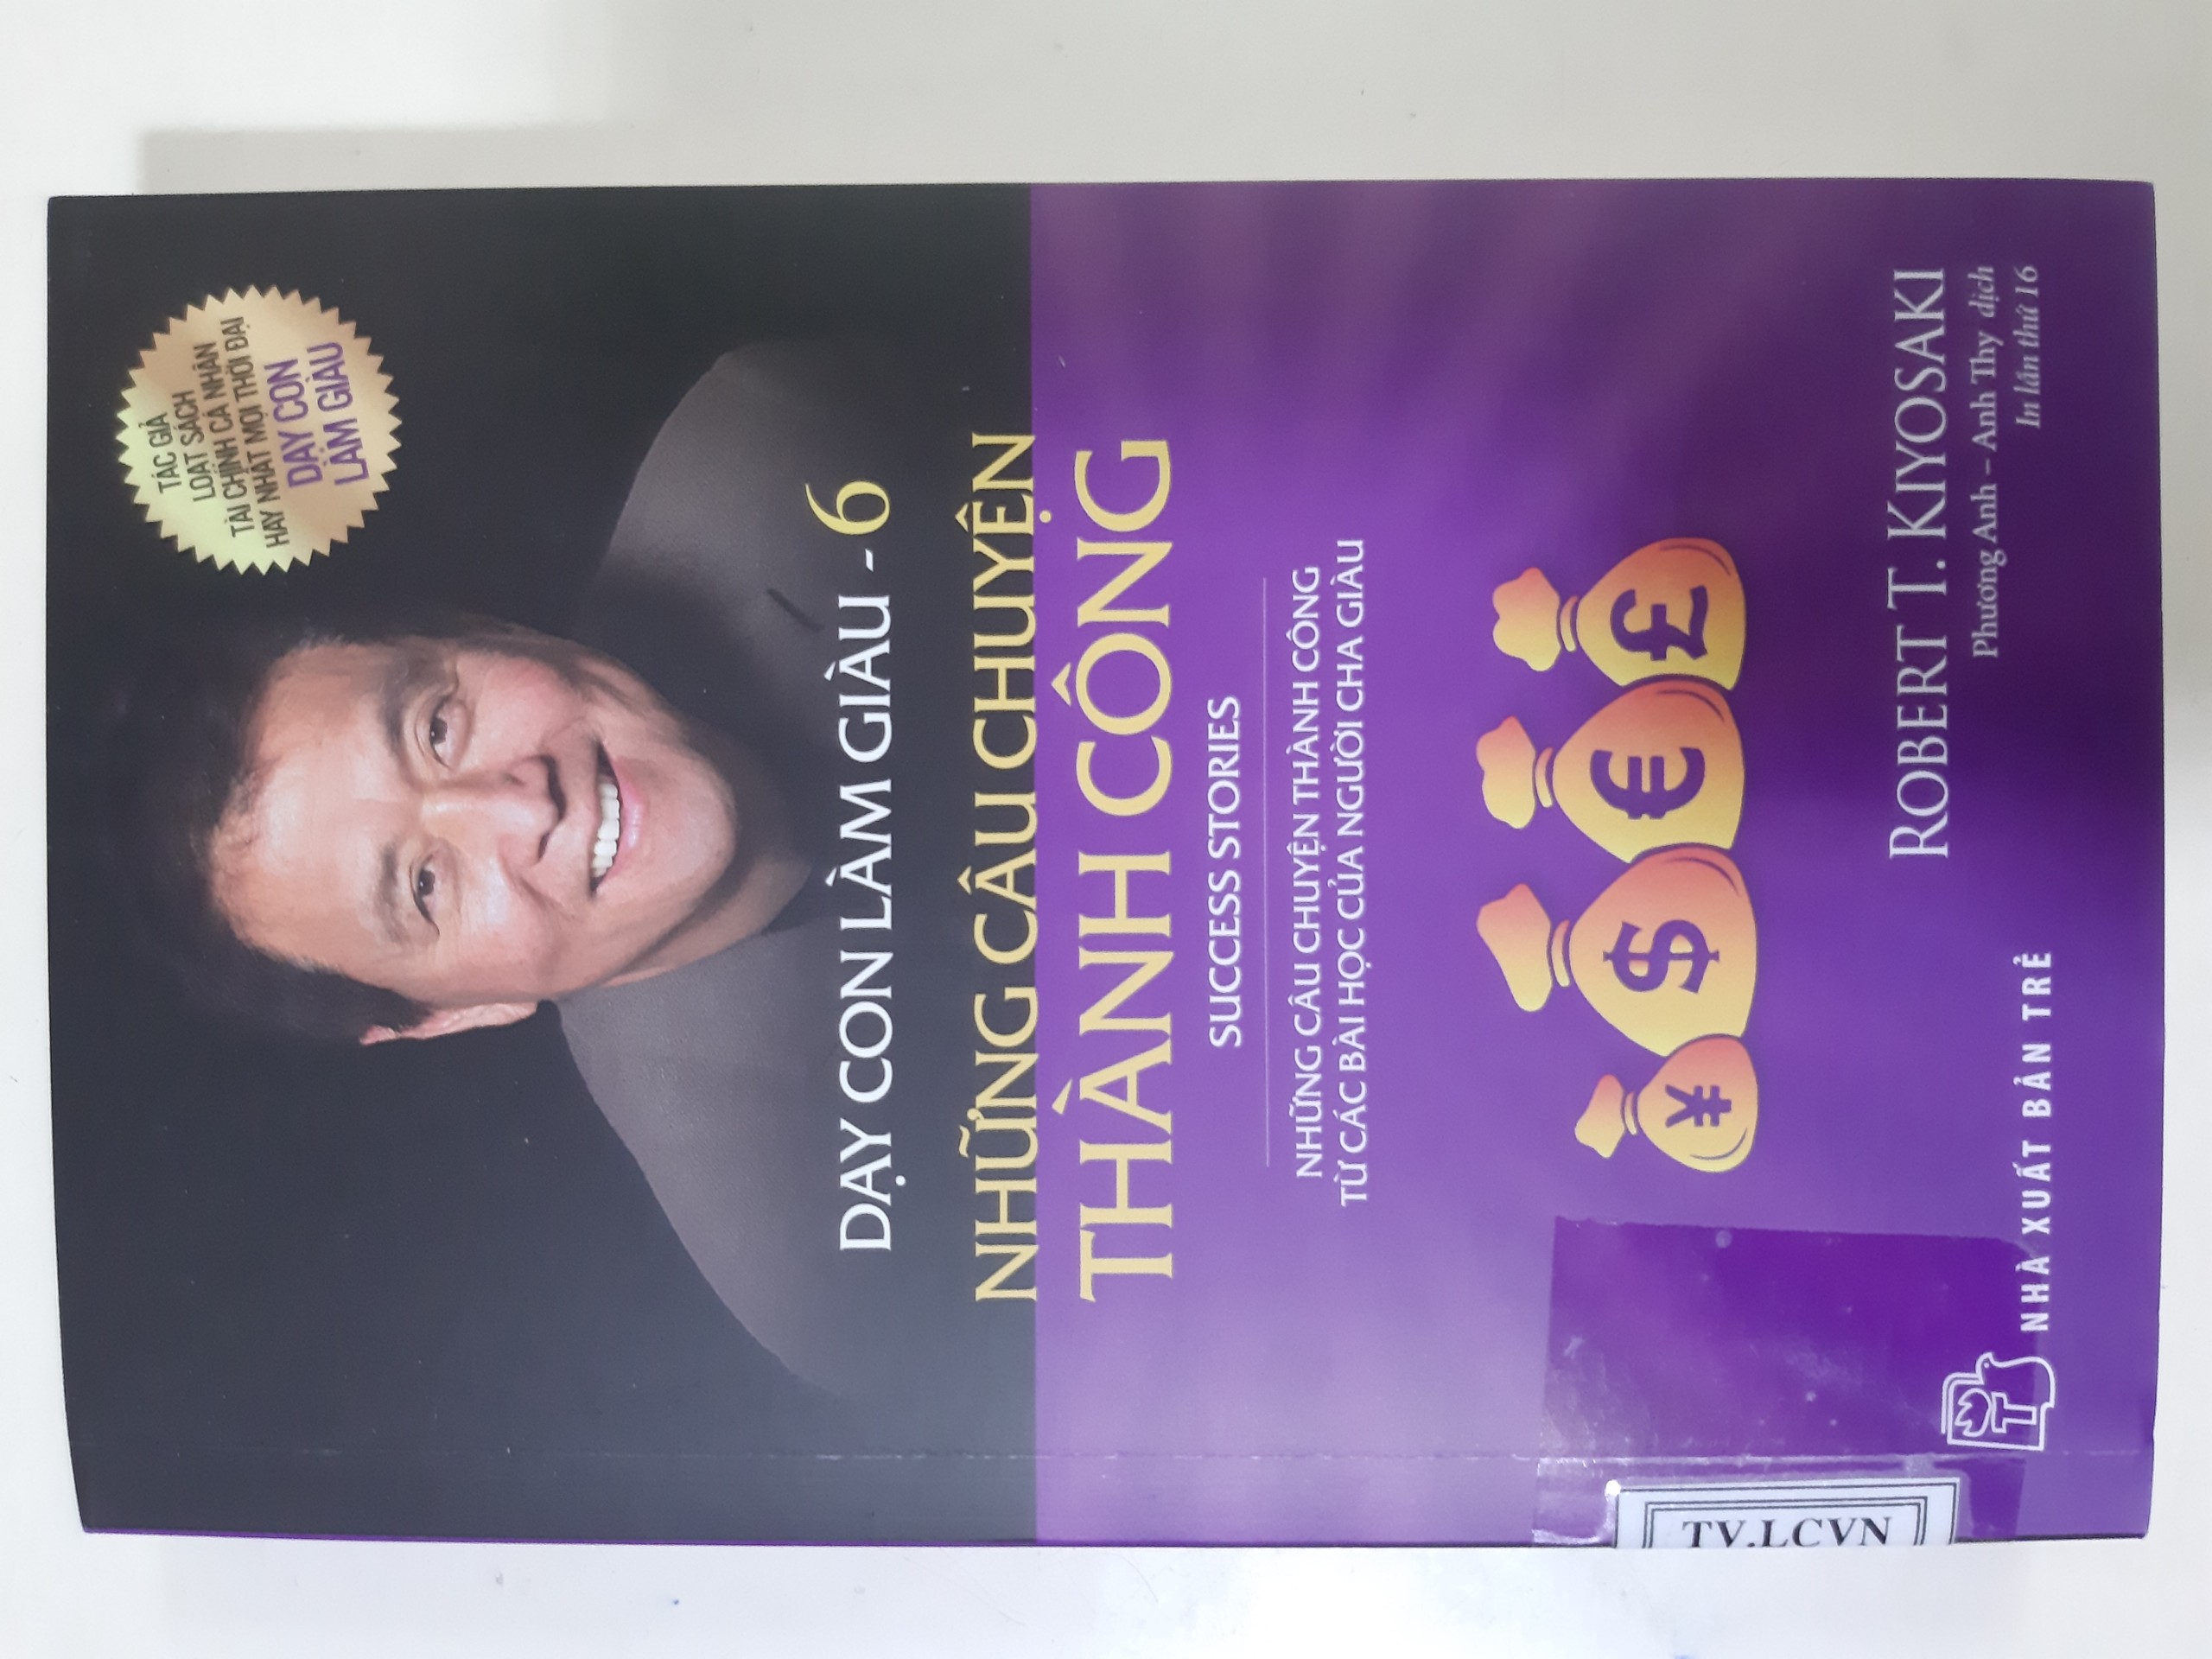 TÁC GIẢ
LOẠT SÁCH
TÀI CHÍNH CÁ NHÂN
HAY NHẤT MỌI THỜI ĐẠI
DẠY CON
LÀM GIÀU
DẠY CON LÀM GIÀU - 6
NHỮNG CÂU CHUYỆN
THÀNH CÔNG
SUCCESS STORIES
NHỮNG CÂU CHUYỆN THÀNH CÔNG
TỪ CÁC BÀI HỌC CỦA NGƯỜI CHA GIÀU
¥ $ € £
TV.LCVN
ROBERT T. KIYOSAKI
Phương Anh – Anh Thy dịch
In lần thứ 16
T
NHÀ XUẤT BẢN TRẺ